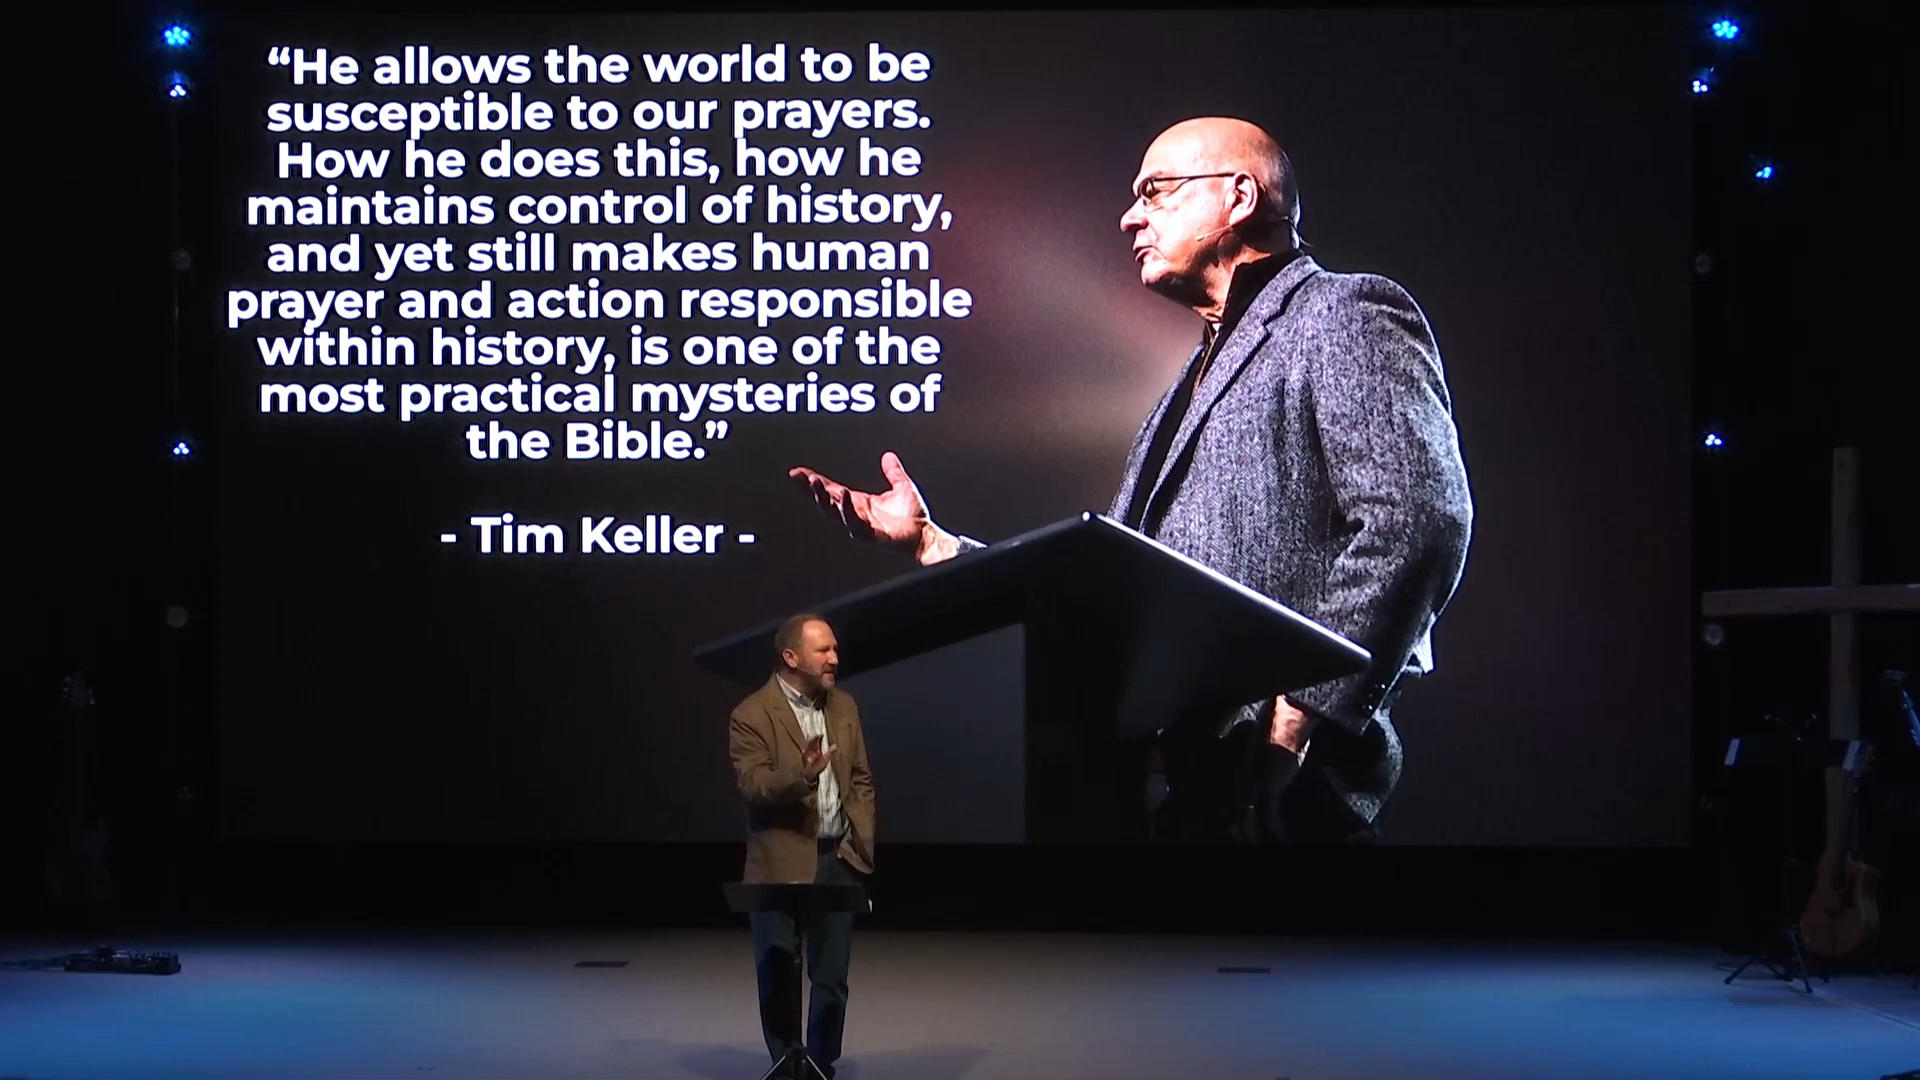 “He allows the world to be
susceptible to our prayers.
How he does this, how he
maintains control of history,
and yet still makes human
prayer and action responsible
within history, is one of the
most practical mysteries of
the Bible.”
- Tim Keller -